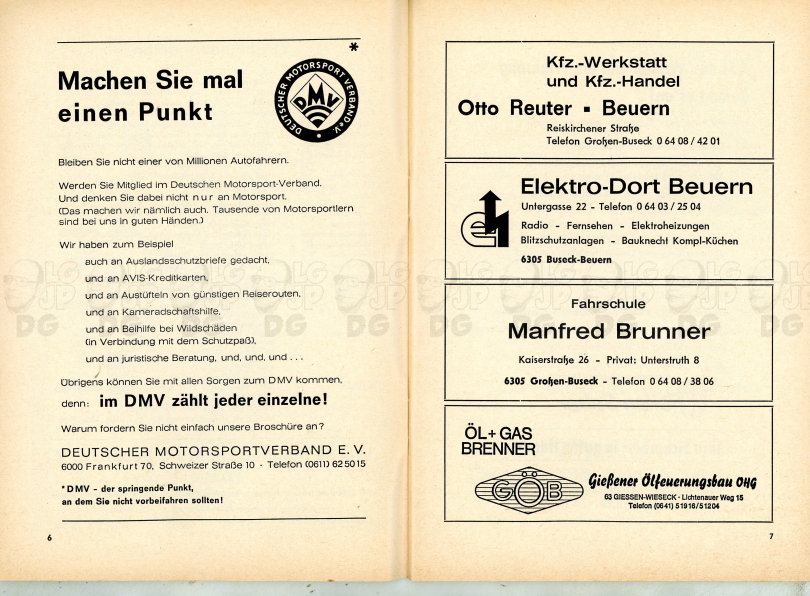 *
Machen Sie mal
einen Punkt
DEUTSCHER MOTORSPORT VERBAND e.V.
DMV
Bleiben Sie nicht einer von Millionen Autofahrern.
Werden Sie Mitglied im Deutschen Motorsport-Verband.
Und denken Sie dabei nicht n u r an Motorsport.
(Das machen wir nämlich auch. Tausende von Motorsportlern
sind bei uns in guten Händen.)
Wir haben zum Beispiel
auch an Auslandsschutzbriefe gedacht,
und an AVIS-Kreditkarten,
und an Austüfteln von günstigen Reiserouten,
und an Kameradschaftshilfe,
und an Beihilfe bei Wildschäden
(in Verbindung mit dem Schutzpaß),
und an juristische Beratung, und, und, und . . .
Übrigens können Sie mit allen Sorgen zum DMV kommen,
denn: im DMV zählt jeder einzelne!
Warum fordern Sie nicht einfach unsere Broschüre an?
DEUTSCHER MOTORSPORTVERBAND E. V.
6000 Frankfurt 70, Schweizer Straße 10 · Telefon (0611) 62 50 15
*DMV - der springende Punkt,
an dem Sie nicht vorbeifahren sollten!
6
Kfz.-Werkstatt
und Kfz.-Handel
Otto Reuter ▪ Beuern
Reiskirchener Straße
Telefon Großen-Buseck 0 64 08 / 42 01
Elektro-Dort Beuern
Untergasse 22 – Telefon 0 64 03 / 25 04
Radio – Fernsehen – Elektroheizungen
Blitzschutzanlagen – Bauknecht Kompl-Küchen
6305 Buseck-Beuern
Fahrschule
Manfred Brunner
Kaiserstraße 26 – Privat: Unterstruth 8
6305 Großen-Buseck – Telefon 0 64 08 / 38 06
ÖL+GAS
BRENNER
GÖB
Gießener Ölfeuerungsbau OHG
63 GIESSEN-WIESECK · Lichtenauer Weg 15
Telefon (0641) 51916/51204
7
LG
JP
DG